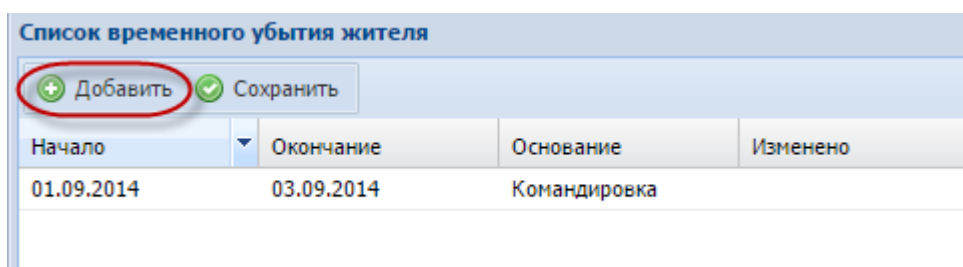 Список временного убытия жителя
Добавить Сохранить
Начало Окончание Основание Изменено
01.09.2014 03.09.2014 Командировка